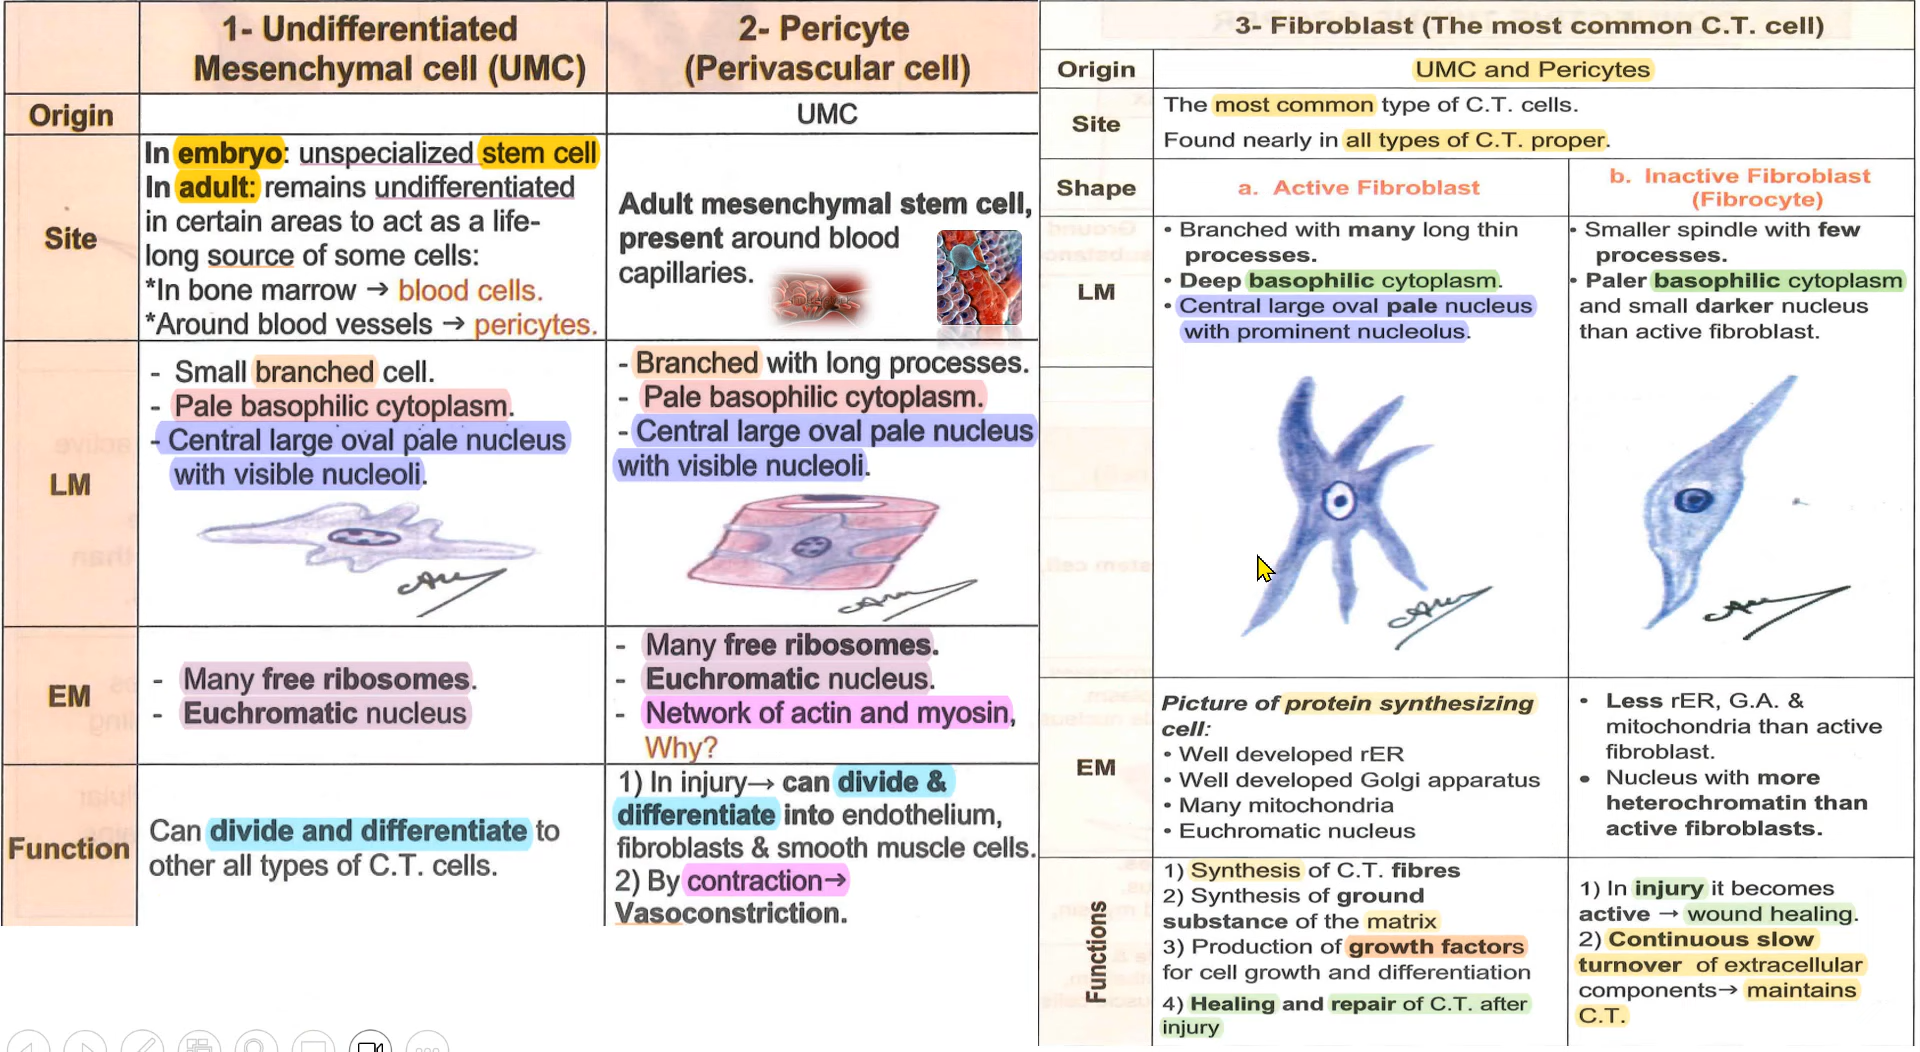 1- Undifferentiated
Mesenchymal cell (UMC)
2- Pericyte
(Perivascular cell)
Origin
UMC
Site
In embryo: unspecialized stem cell
In adult: remains undifferentiated
in certain areas to act as a life-
long source of some cells:
*In bone marrow → blood cells.
*Around blood vessels → pericytes.
Adult mesenchymal stem cell,
present around blood
capillaries.
LM
- Small branched cell.
- Pale basophilic cytoplasm.
- Central large oval pale nucleus
with visible nucleoli.
- Branched with long processes.
- Pale basophilic cytoplasm.
- Central large oval pale nucleus
with visible nucleoli.
EM
- Many free ribosomes.
- Euchromatic nucleus
- Many free ribosomes.
- Euchromatic nucleus.
- Network of actin and myosin,
Why?
Function
Can divide and differentiate to
other all types of C.T. cells.
1) In injury→ can divide &
differentiate into endothelium,
fibroblasts & smooth muscle cells.
2) By contraction→
Vasoconstriction.
3- Fibroblast (The most common C.T. cell)
Origin
UMC and Pericytes
Site
The most common type of C.T. cells.
Found nearly in all types of C.T. proper.
Shape
a. Active Fibroblast
b. Inactive Fibroblast
(Fibrocyte)
LM
• Branched with many long thin
processes.
• Deep basophilic cytoplasm.
• Central large oval pale nucleus
with prominent nucleolus.
• Smaller spindle with few
processes.
• Paler basophilic cytoplasm
and small darker nucleus
than active fibroblast.
EM
Picture of protein synthesizing
cell:
• Well developed rER
• Well developed Golgi apparatus
• Many mitochondria
• Euchromatic nucleus
• Less rER, G.A. &
mitochondria than active
fibroblast.
• Nucleus with more
heterochromatin than
active fibroblasts.
Functions
1) Synthesis of C.T. fibres
2) Synthesis of ground
substance of the matrix
3) Production of growth factors
for cell growth and differentiation
4) Healing and repair of C.T. after
injury
1) In injury it becomes
active → wound healing.
2) Continuous slow
turnover of extracellular
components→ maintains
C.T.